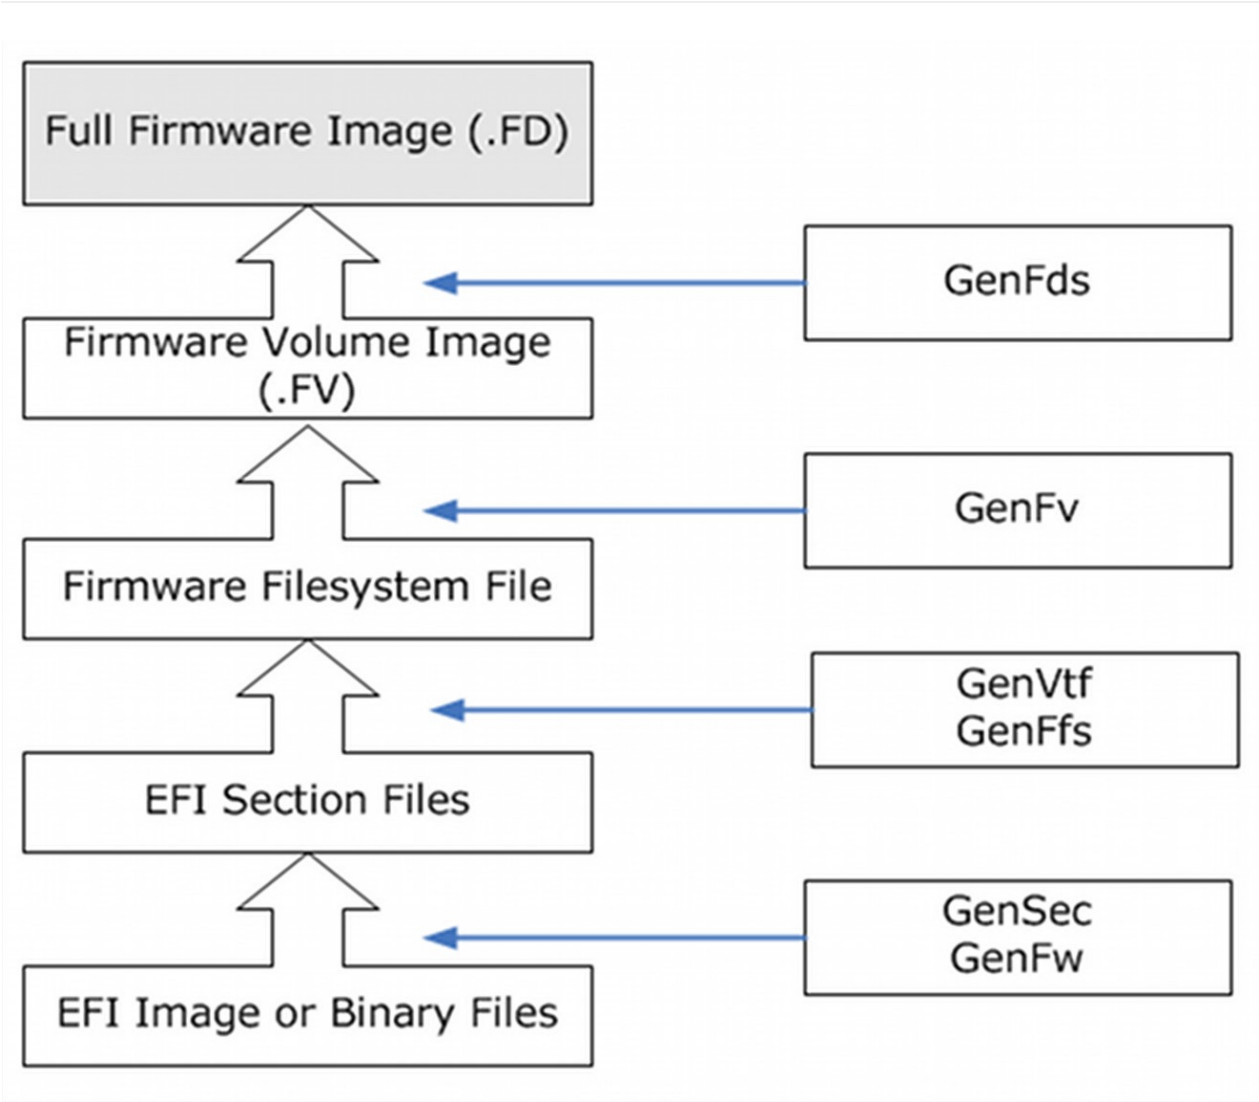 Full Firmware Image (.FD)
GenFds
Firmware Volume Image
(.FV)
GenFv
Firmware Filesystem File
GenVtf
GenFfs
EFI Section Files
GenSec
GenFw
EFI Image or Binary Files